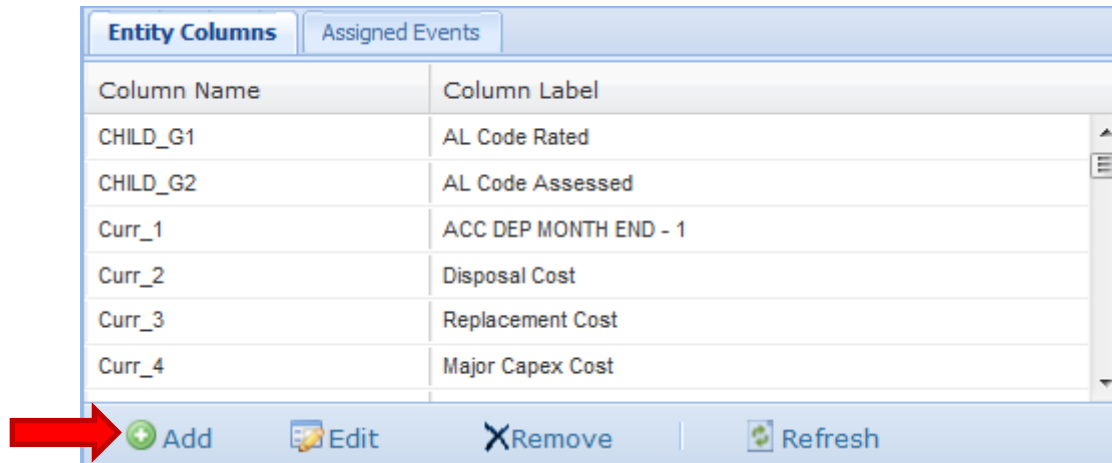 Entity Columns Assigned Events
Column Name Column Label
CHILD_G1 AL Code Rated
CHILD_G2 AL Code Assessed
Curr_1 ACC DEP MONTH END - 1
Curr_2 Disposal Cost
Curr_3 Replacement Cost
Curr_4 Major Capex Cost
Add Edit Remove Refresh